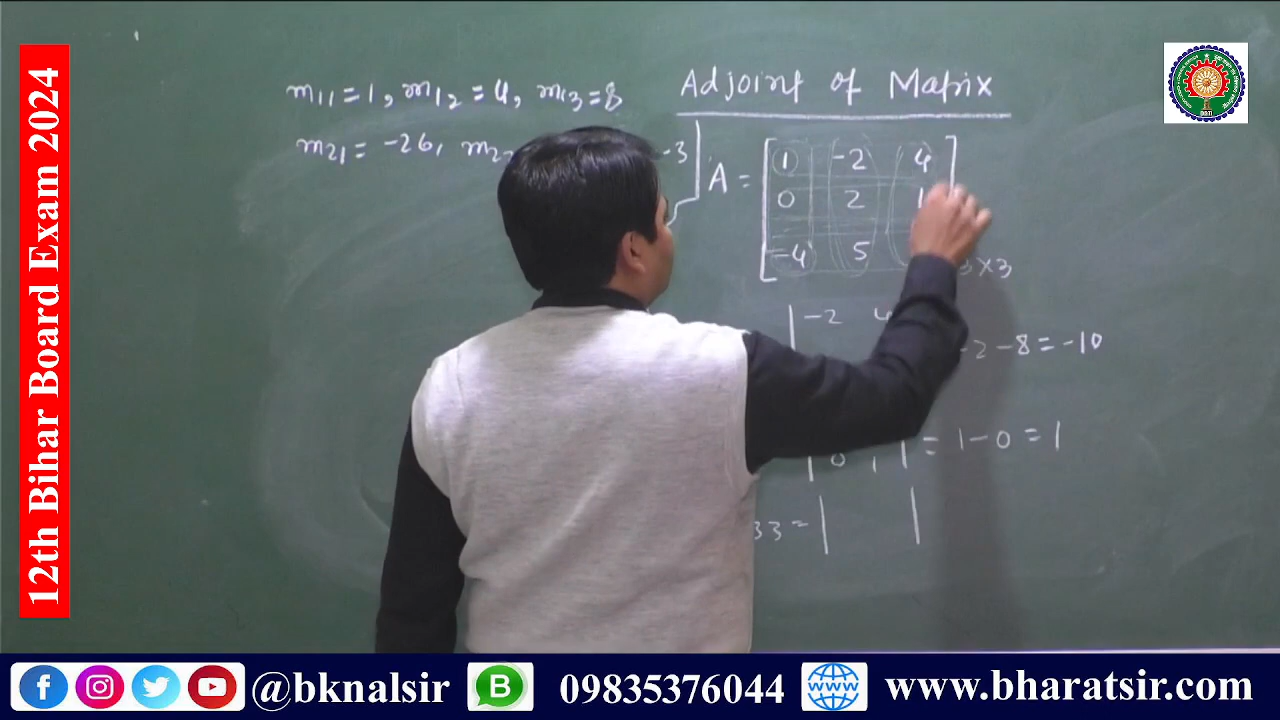 12th Bihar Board Exam 2024
m11 = 1, m12 = 4, m13 = 8
m21 = -26, m2
-3
Adjoint of Matrix
A = [ 1 -2 4
0 2 1
-4 5
3×3
| -2 4
-2-8 = -10
| 0 1 | = 1-0 = 1
33 = | |
@bknalsir 09835376044 www.bharatsir.com